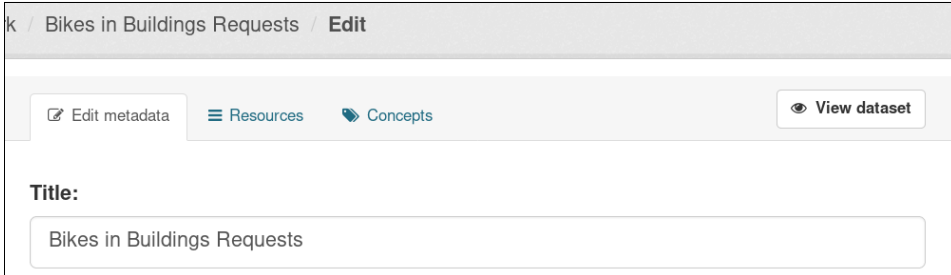 k / Bikes in Buildings Requests / Edit
Edit metadata Resources Concepts View dataset
Title:
Bikes in Buildings Requests